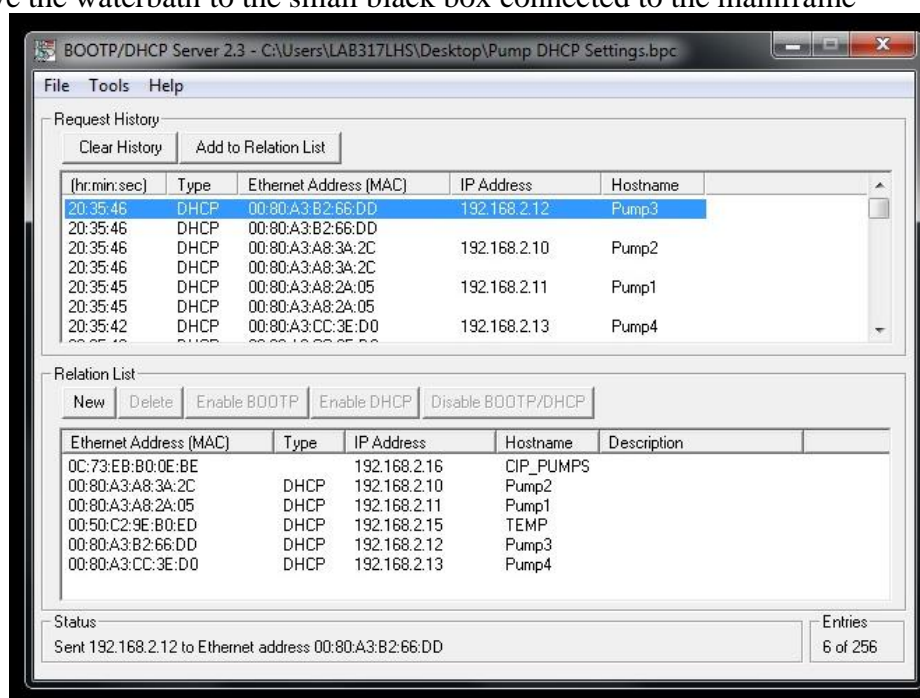 the waterbath to the small black box connected to the mainframe
BOOTP/DHCP Server 2.3 - C:\Users\LAB317LHS\Desktop\Pump DHCP Settings.bpc
File Tools Help
Request History
Clear History Add to Relation List
(hr:min:sec) Type Ethernet Address (MAC) IP Address Hostname
20:35:46 DHCP 00:80:A3:B2:66:DD 192.168.2.12 Pump3
20:35:46 DHCP 00:80:A3:B2:66:DD
20:35:46 DHCP 00:80:A3:A8:3A:2C 192.168.2.10 Pump2
20:35:46 DHCP 00:80:A3:A8:3A:2C
20:35:45 DHCP 00:80:A3:A8:2A:05 192.168.2.11 Pump1
20:35:45 DHCP 00:80:A3:A8:2A:05
20:35:42 DHCP 00:80:A3:CC:3E:D0 192.168.2.13 Pump4
Relation List
New Delete Enable BOOTP Enable DHCP Disable BOOTP/DHCP
Ethernet Address (MAC) Type IP Address Hostname Description
0C:73:EB:B0:0E:BE 192.168.2.16 CIP_PUMPS
00:80:A3:A8:3A:2C DHCP 192.168.2.10 Pump2
00:80:A3:A8:2A:05 DHCP 192.168.2.11 Pump1
00:50:C2:9E:B0:ED DHCP 192.168.2.15 TEMP
00:80:A3:B2:66:DD DHCP 192.168.2.12 Pump3
00:80:A3:CC:3E:D0 DHCP 192.168.2.13 Pump4
Status
Sent 192.168.2.12 to Ethernet address 00:80:A3:B2:66:DD
Entries
6 of 256